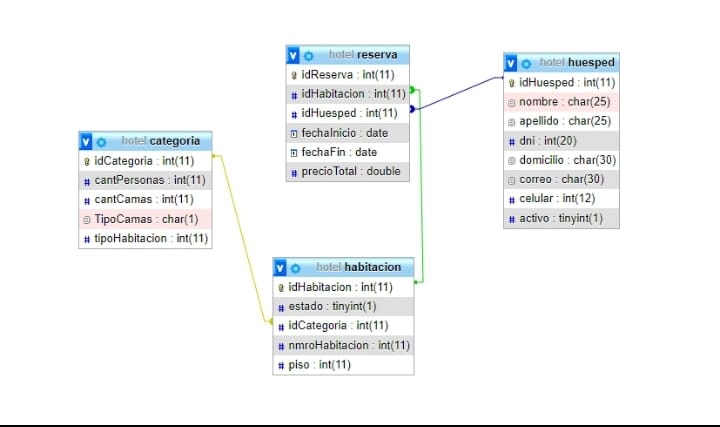 hotel reserva
idReserva : int(11)
idHabitacion : int(11)
idHuesped : int(11)
fechaInicio : date
fechaFin : date
precioTotal : double
hotel huesped
idHuesped : int(11)
nombre : char(25)
apellido : char(25)
dni : int(20)
domicilio : char(30)
correo : char(30)
celular : int(12)
activo : tinyint(1)
hotel categoria
idCategoria : int(11)
cantPersonas : int(11)
cantCamas : int(11)
TipoCamas : char(1)
tipoHabitacion : int(11)
hotel habitacion
idHabitacion : int(11)
estado : tinyint(1)
idCategoria : int(11)
nmroHabitacion : int(11)
piso : int(11)